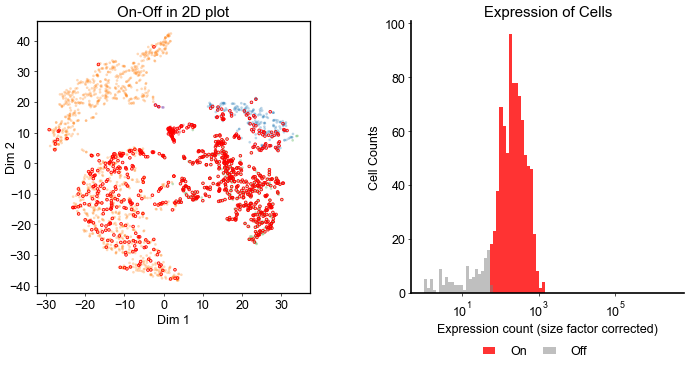 On-Off in 2D plot
Dim 2
40
30
20
10
0
−10
−20
−30
−40
−30 −20 −10 0 10 20 30
Dim 1
Expression of Cells
Cell Counts
100
80
60
40
20
0
10^1 10^3 10^5
Expression count (size factor corrected)
On Off